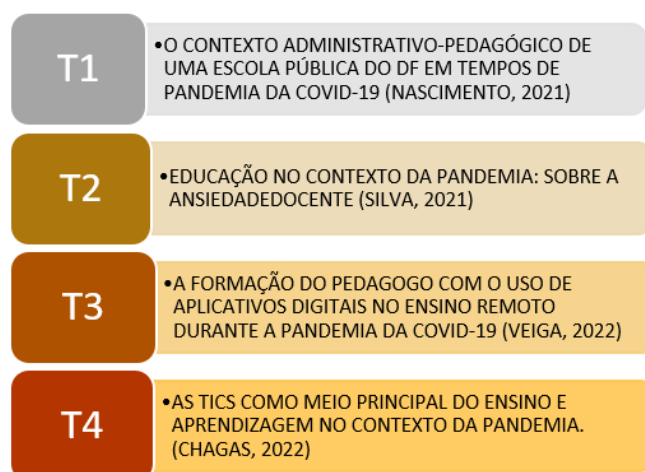 T1
•O CONTEXTO ADMINISTRATIVO-PEDAGÓGICO DE
UMA ESCOLA PÚBLICA DO DF EM TEMPOS DE
PANDEMIA DA COVID-19 (NASCIMENTO, 2021)
T2
•EDUCAÇÃO NO CONTEXTO DA PANDEMIA: SOBRE A
ANSIEDADEDOCENTE (SILVA, 2021)
T3
•A FORMAÇÃO DO PEDAGOGO COM O USO DE
APLICATIVOS DIGITAIS NO ENSINO REMOTO
DURANTE A PANDEMIA DA COVID-19 (VEIGA, 2022)
T4
•AS TICS COMO MEIO PRINCIPAL DO ENSINO E
APRENDIZAGEM NO CONTEXTO DA PANDEMIA.
(CHAGAS, 2022)